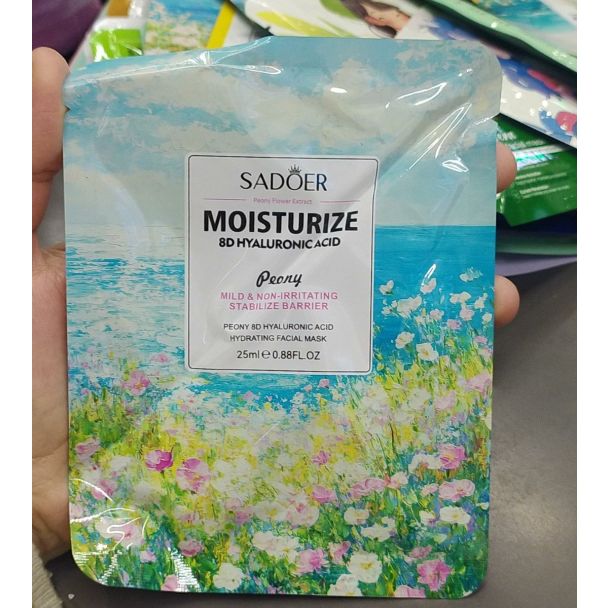 SADOER
Peony Flower Extract
MOISTURIZE
8D HYALURONIC ACID
Peony
MILD & NON-IRRITATING
STABILIZE BARRIER
PEONY 8D HYALURONIC ACID
HYDRATING FACIAL MASK
25ml ℮ 0.88FL.OZ